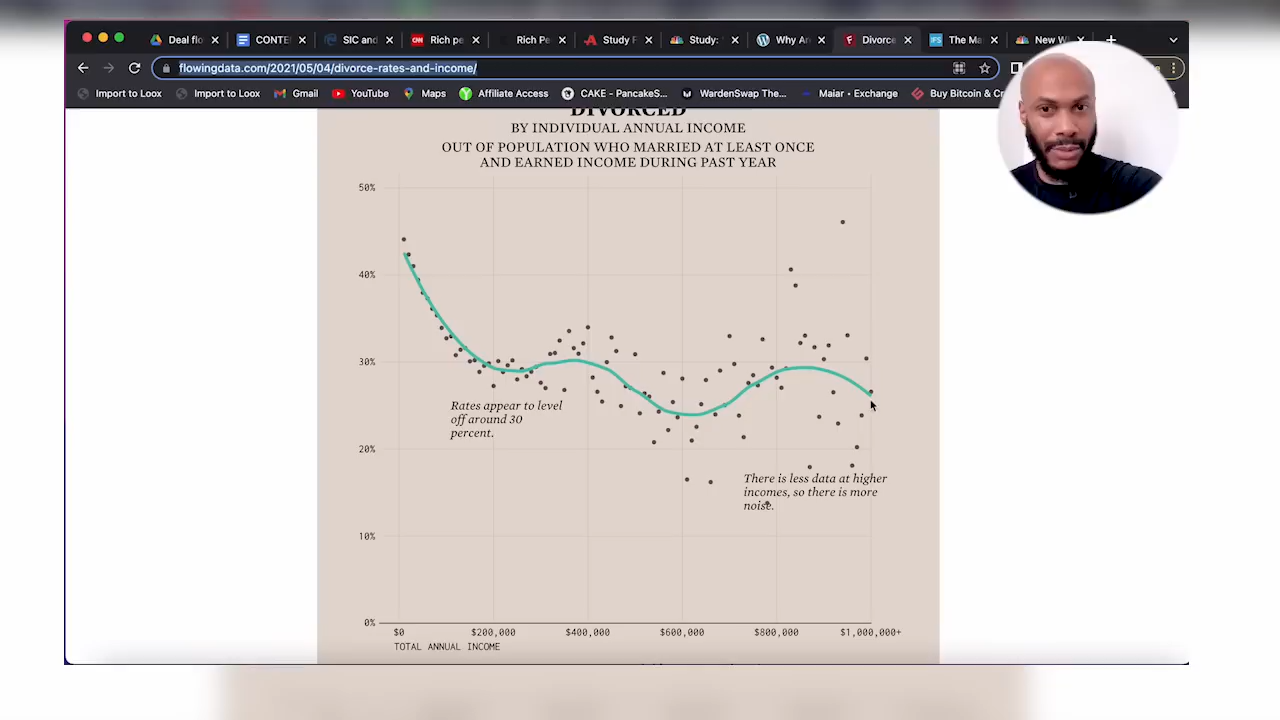 Deal flo
CONTE
SIC and
CNN
Rich pe
Rich Pe
Study F
Study:
Why An
Divorce
IFS
The Ma
New W
flowingdata.com/2021/05/04/divorce-rates-and-income/
Import to Loox
Import to Loox
Gmail
YouTube
Maps
Affiliate Access
CAKE - PancakeS...
WardenSwap The...
Maiar • Exchange
Buy Bitcoin & Cr
DIVORCED
BY INDIVIDUAL ANNUAL INCOME
OUT OF POPULATION WHO MARRIED AT LEAST ONCE
AND EARNED INCOME DURING PAST YEAR
50%
40%
30%
Rates appear to level
off around 30
percent.
20%
There is less data at higher
incomes, so there is more
noise.
10%
0%
$0
$200,000
$400,000
$600,000
$800,000
$1,000,000+
TOTAL ANNUAL INCOME